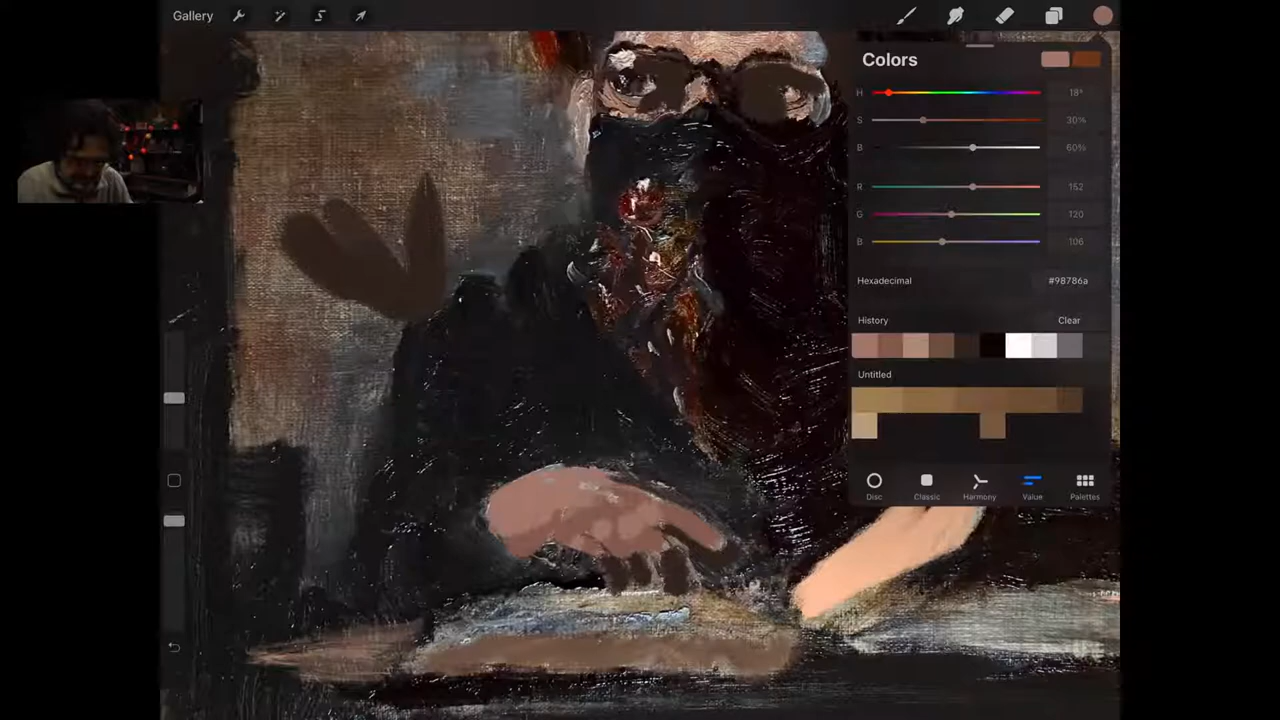 Gallery
Colors
H 18°
S 30%
B 60%
R 152
G 120
B 106
Hexadecimal #98786a
History Clear
Untitled
Disc Classic Harmony Value Palettes